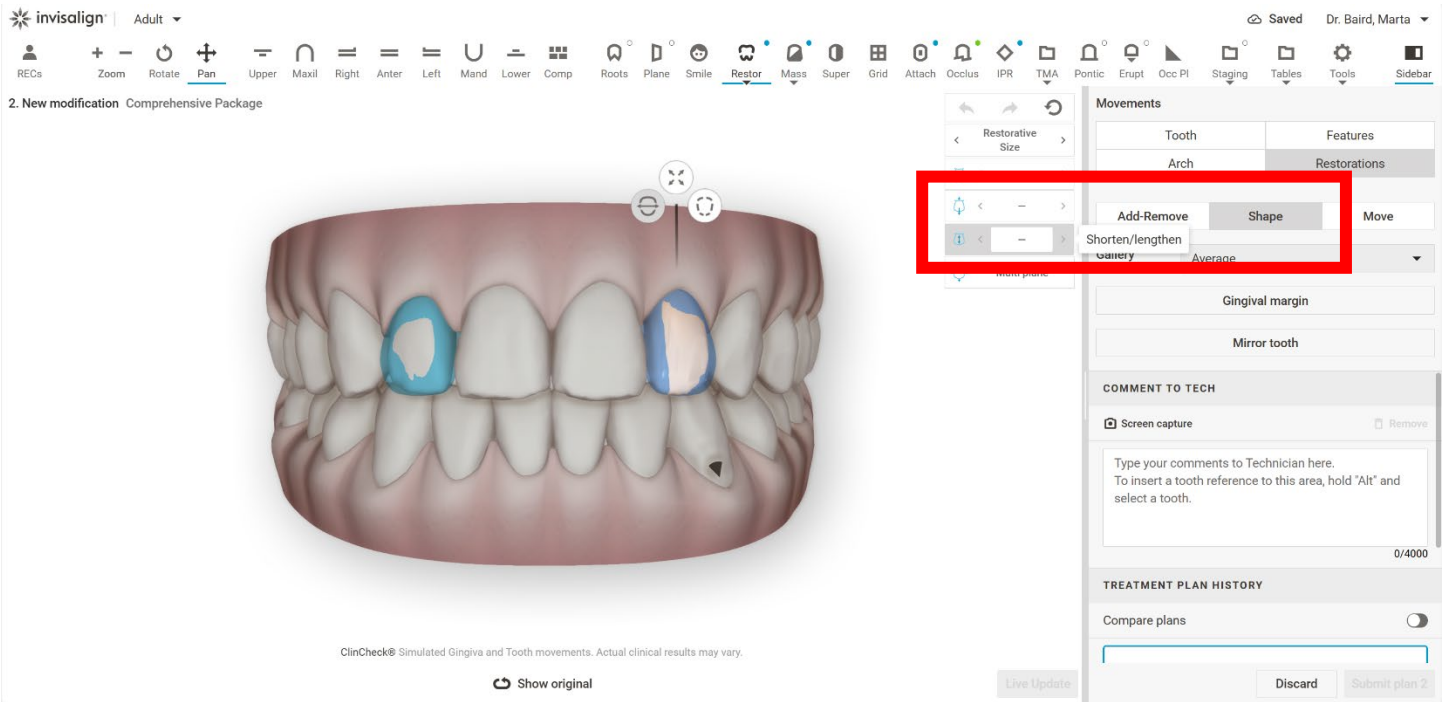 invisalign Adult Saved Dr. Baird, Marta
RECs Zoom Rotate Pan Upper Maxil Right Anter Left Mand Lower Comp Roots Plane Smile Restor Mass Super Grid Attach Occlus IPR TMA Pontic Erupt Occ Pl Staging Tables Tools Sidebar
2. New modification Comprehensive Package
Restorative
Size
Shorten/lengthen
Multi plane
Movements
Tooth Features
Arch Restorations
Add-Remove Shape Move
Gallery Average
Gingival margin
Mirror tooth
COMMENT TO TECH
Screen capture Remove
Type your comments to Technician here.
To insert a tooth reference to this area, hold "Alt" and
select a tooth.
0/4000
TREATMENT PLAN HISTORY
Compare plans
ClinCheck® Simulated Gingiva and Tooth movements. Actual clinical results may vary.
Show original
Live Update
Discard Submit plan 2